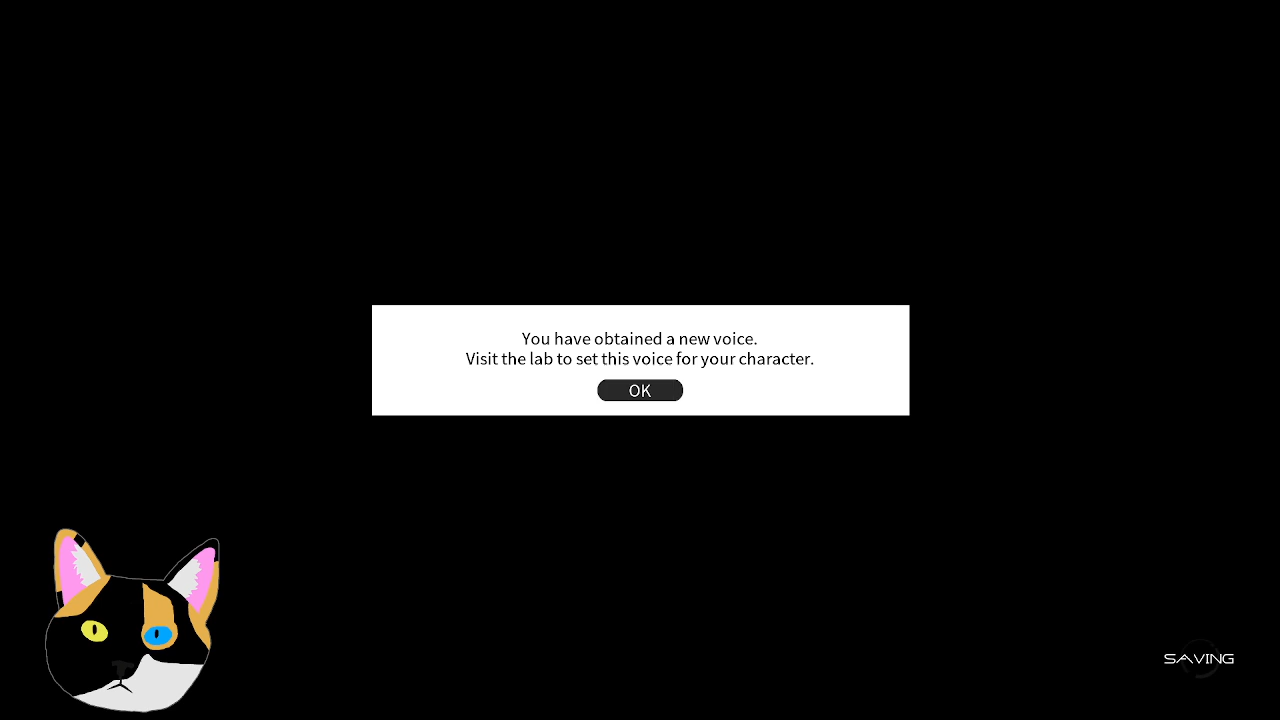 You have obtained a new voice.
Visit the lab to set this voice for your character.
OK
SAVING